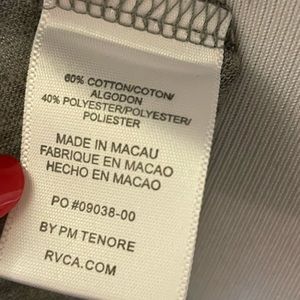 60% COTTON/COTON/
ALGODON
40% POLYESTER/POLYESTER/
POLIESTER
MADE IN MACAU
FABRIQUE EN MACAO
HECHO EN MACAO
PO #09038-00
BY PM TENORE
RVCA.COM